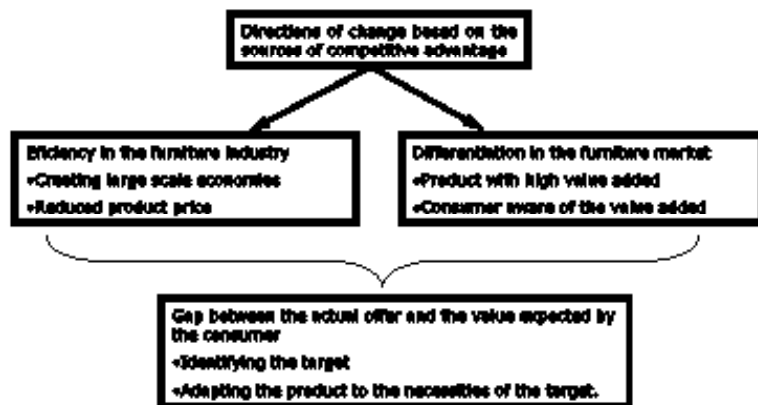 Directions of change based on the
sources of competitive advantage
Eficiency in the furniture industry
•Creating large scale economies
•Reduced product price
Differentiation in the furniture market
•Product with high value added
•Consumer aware of the value added
Gap between the actual offer and the value expected by
the consumer
•Identifying the target
•Adapting the product to the necessities of the target.